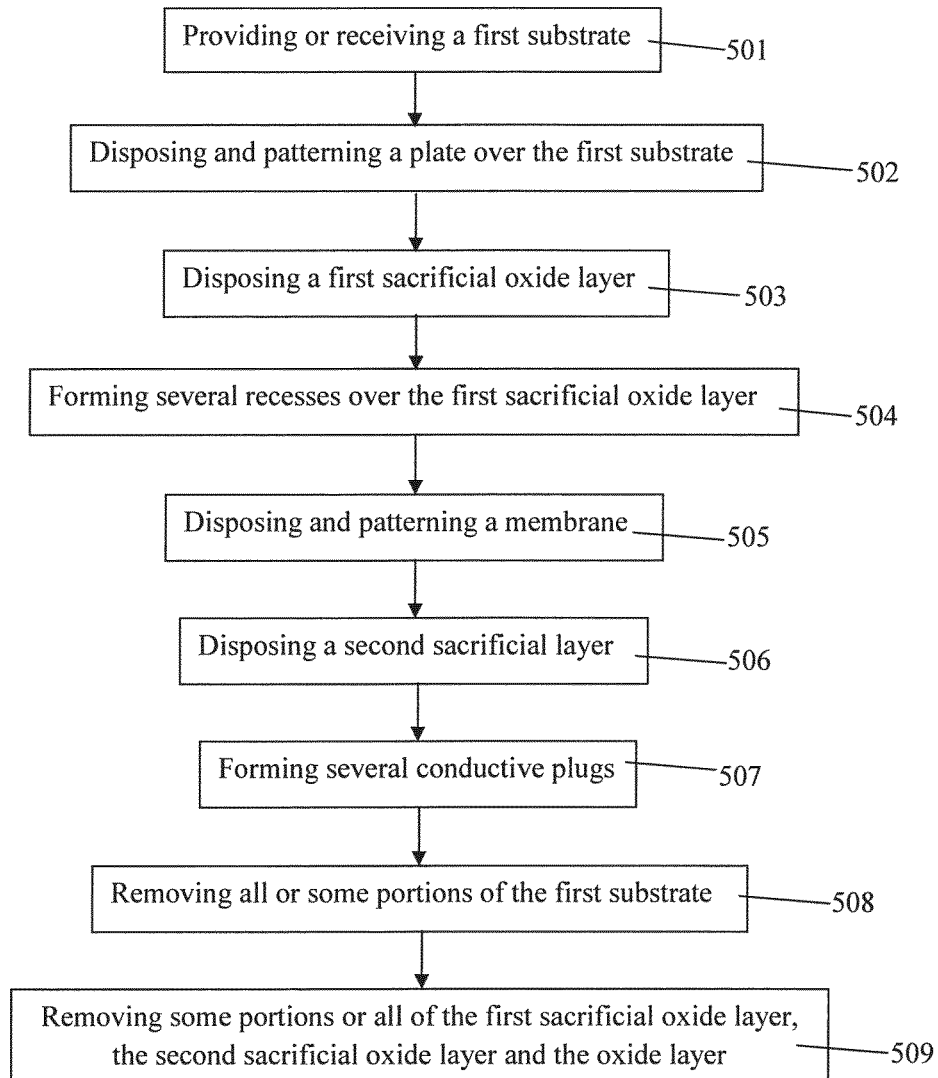 Providing or receiving a first substrate
501
Disposing and patterning a plate over the first substrate
502
Disposing a first sacrificial oxide layer
503
Forming several recesses over the first sacrificial oxide layer
504
Disposing and patterning a membrane
505
Disposing a second sacrificial layer
506
Forming several conductive plugs
507
Removing all or some portions of the first substrate
508
Removing some portions or all of the first sacrificial oxide layer,
the second sacrificial oxide layer and the oxide layer
509